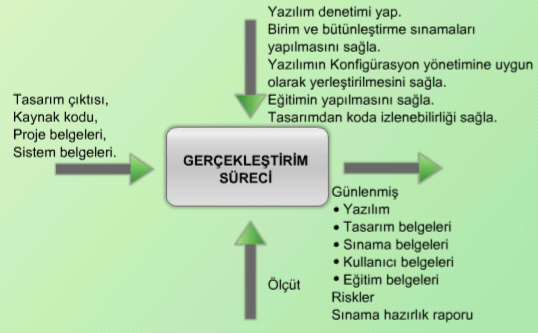 Yazılım denetimi yap.
Birim ve bütünleştirme sınamaları
yapılmasını sağla.
Yazılımın Konfigürasyon yönetimine uygun
olarak yerleştirilmesini sağla.
Eğitimin yapılmasını sağla.
Tasarımdan koda izlenebilirliği sağla.
Tasarım çıktısı,
Kaynak kodu,
Proje belgeleri,
Sistem belgeleri.
GERÇEKLEŞTİRİM
SÜRECİ
Günlenmiş
• Yazılım
• Tasarım belgeleri
• Sınama belgeleri
• Kullanıcı belgeleri
• Eğitim belgeleri
Riskler
Sınama hazırlık raporu
Ölçüt